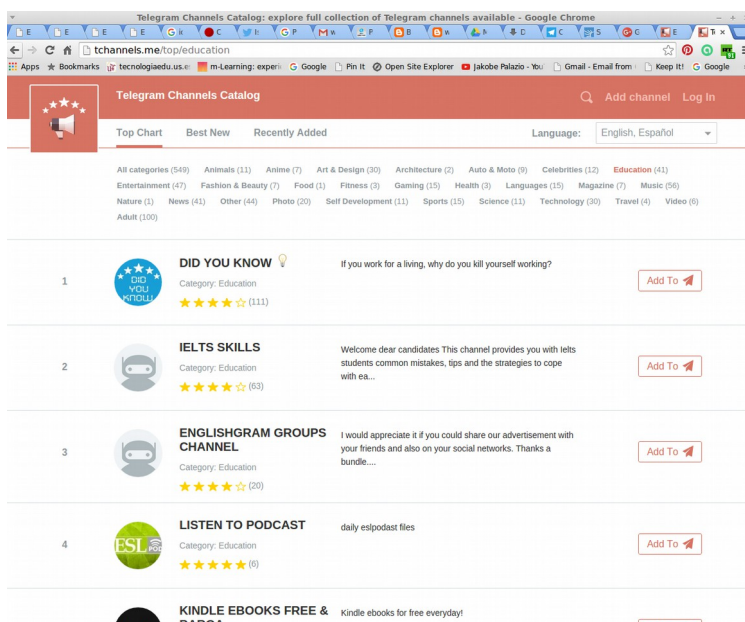 Telegram Channels Catalog: explore full collection of Telegram channels available - Google Chrome
tchannels.me/top/education
Apps Bookmarks tecnologiaedu.us.e: m-Learning: experi Google Pin It Open Site Explorer Jakobe Palazio - You Gmail - Email from Keep It! Google
Telegram Channels Catalog
Add channel Log In
Top Chart Best New Recently Added
Language: English, Español
All categories (549) Animals (11) Anime (7) Art & Design (30) Architecture (2) Auto & Moto (9) Celebrities (12) Education (41)
Entertainment (47) Fashion & Beauty (7) Food (1) Fitness (3) Gaming (15) Health (3) Languages (15) Magazine (7) Music (56)
Nature (1) News (41) Other (44) Photo (20) Self Development (11) Sports (15) Science (11) Technology (30) Travel (4) Video (6)
Adult (100)
1
DID YOU KNOW
DID YOU KNOW
Category: Education
(111)
If you work for a living, why do you kill yourself working?
Add To
2
IELTS SKILLS
Category: Education
(63)
Welcome dear candidates This channel provides you with Ielts
students common mistakes, tips and the strategies to cope
with ea...
Add To
3
ENGLISHGRAM GROUPS
CHANNEL
Category: Education
(20)
I would appreciate it if you could share our advertisement with
your friends and also on your social networks. Thanks a
bundle....
Add To
4
ESL POD
LISTEN TO PODCAST
Category: Education
(6)
daily eslpodast files
Add To
KINDLE EBOOKS FREE &
Kindle ebooks for free everyday!